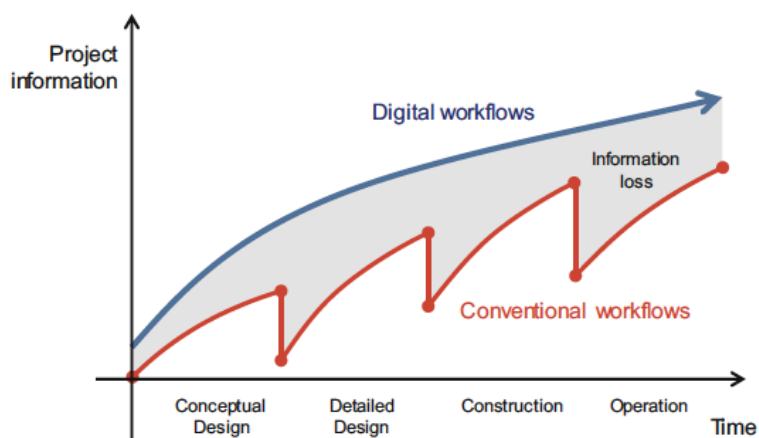 Project
information
Digital workflows
Information
loss
Conventional workflows
Conceptual
Design
Detailed
Design
Construction
Operation
Time